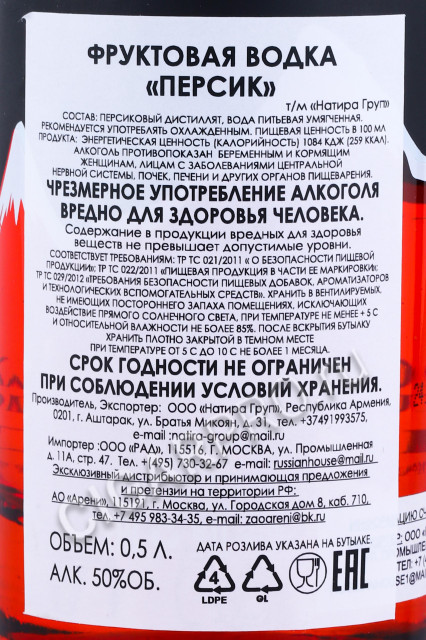 ФРУКТОВАЯ ВОДКА
«ПЕРСИК»
т/м «Натира Груп»
СОСТАВ: ПЕРСИКОВЫЙ ДИСТИЛЛЯТ, ВОДА ПИТЬЕВАЯ УМЯГЧЕННАЯ.
РЕКОМЕНДУЕТСЯ УПОТРЕБЛЯТЬ ОХЛАЖДЕННЫМ. ПИЩЕВАЯ ЦЕННОСТЬ В 100 МЛ
ПРОДУКТА: ЭНЕРГЕТИЧЕСКАЯ ЦЕННОСТЬ (КАЛОРИЙНОСТЬ) 1084 КДЖ (259 ККАЛ).
АЛКОГОЛЬ ПРОТИВОПОКАЗАН БЕРЕМЕННЫМ И КОРМЯЩИМ
ЖЕНЩИНАМ, ЛИЦАМ С ЗАБОЛЕВАНИЯМИ ЦЕНТРАЛЬНОЙ
НЕРВНОЙ СИСТЕМЫ, ПОЧЕК, ПЕЧЕНИ И ДРУГИХ ОРГАНОВ ПИЩЕВАРЕНИЯ.
ЧРЕЗМЕРНОЕ УПОТРЕБЛЕНИЕ АЛКОГОЛЯ
ВРЕДНО ДЛЯ ЗДОРОВЬЯ ЧЕЛОВЕКА.
Содержание в продукции вредных для здоровья
веществ не превышает допустимые уровни.
СООТВЕТСТВУЕТ ТРЕБОВАНИЯМ: ТР ТС 021/2011 « О БЕЗОПАСНОСТИ ПИЩЕВОЙ
ПРОДУКЦИИ»: ТР ТС 022/2011 «ПИЩЕВАЯ ПРОДУКЦИЯ В ЧАСТИ ЕЕ МАРКИРОВКИ»:
ТР ТС 029/2012 «ТРЕБОВАНИЯ БЕЗОПАСНОСТИ ПИЩЕВЫХ ДОБАВОК, АРОМАТИЗАТОРОВ
И ТЕХНОЛОГИЧЕСКИХ ВСПОМОГАТЕЛЬНЫХ СРЕДСТВ». ХРАНИТЬ В ВЕНТИЛИРУЕМЫХ,
НЕ ИМЕЮЩИХ ПОСТОРОННЕГО ЗАПАХА ПОМЕЩЕНИЯХ, ИСКЛЮЧАЮЩИХ
ВОЗДЕЙСТВИЕ ПРЯМОГО СОЛНЕЧНОГО СВЕТА, ПРИ ТЕМПЕРАТУРЕ НЕ МЕНЕЕ + 5 С
И ОТНОСИТЕЛЬНОЙ ВЛАЖНОСТИ НЕ БОЛЕЕ 85%. ПОСЛЕ ВСКРЫТИЯ БУТЫЛКУ
ХРАНИТЬ ПЛОТНО ЗАКРЫТОЙ В ТЕМНОМ МЕСТЕ
ПРИ ТЕМПЕРАТУРЕ ОТ 5 С ДО 10 С НЕ БОЛЕЕ 1 МЕСЯЦА.
СРОК ГОДНОСТИ НЕ ОГРАНИЧЕН
ПРИ СОБЛЮДЕНИИ УСЛОВИЙ ХРАНЕНИЯ.
Производитель, Экспортер: ООО «Натира Груп», Республика Армения,
0201, г. Аштарак, ул. Братья Микоян, д. 31, тел. +37491993575,
e-mail : natira-group@mail.ru
Импортер :ООО «РАД», 115516, Г. МОСКВА, УЛ. Промышленная
д. 11А, стр. 47. Тел.+ (495) 730-32-67 e-mail: russianhouse@mail.ru
Эксклюзивный дистрибьютор и принимающая предложения
и претензии на территории РФ:
АО «Арени», 115191, г. Москва, ул. Городская дом 8, каб. 710,
тел. +7 495 983-34-35, e-mail: zaoareni@bk.ru
ОБЪЕМ: 0,5 Л.
АЛК. 50%ОБ.
ДАТА РОЗЛИВА УКАЗАНА НА БУТЫЛКЕ.
4
LDPE
GL
EAC